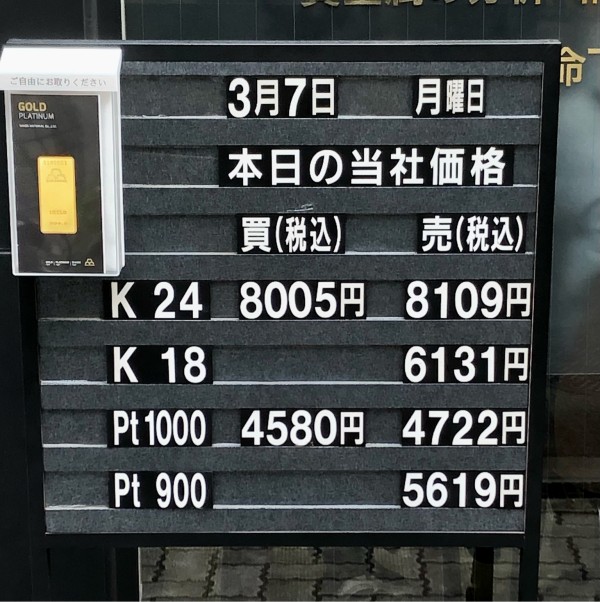 ご自由にお取りください
GOLD
PLATINUM
3月7日 月曜日
本日の当社価格
買(税込) 売(税込)
K 24 8005円 8109円
K 18 6131円
Pt 1000 4580円 4722円
Pt 900 5619円